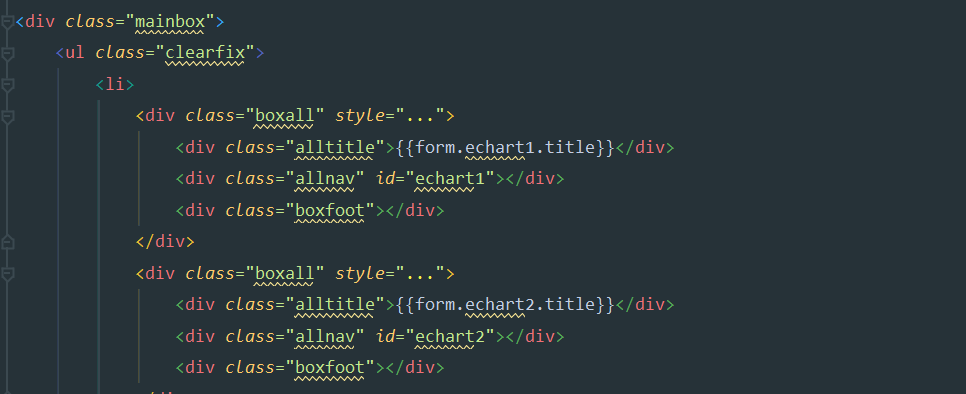 <div class="mainbox">
<ul class="clearfix">
<li>
<div class="boxall" style="...">
<div class="alltitle">{{form.echart1.title}}</div>
<div class="allnav" id="echart1"></div>
<div class="boxfoot"></div>
</div>
<div class="boxall" style="...">
<div class="alltitle">{{form.echart2.title}}</div>
<div class="allnav" id="echart2"></div>
<div class="boxfoot"></div>